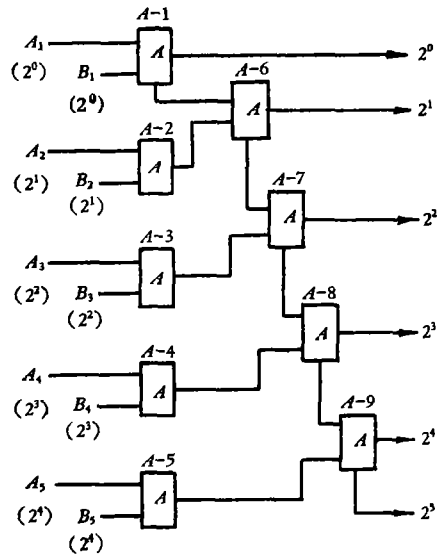 A-1
A₁ A 2⁰
(2⁰) B₁ A-6
(2⁰) A 2¹
A-2
A₂ A
(2¹) B₂ A-7
(2¹) A 2²
A-3
A₃ A
(2²) B₃ A-8
(2²) A 2³
A-4
A₄ A
(2³) B₄ A-9
(2³) A 2⁴
A-5
A₅ A
(2⁴) B₅ 2⁵
(2⁴)